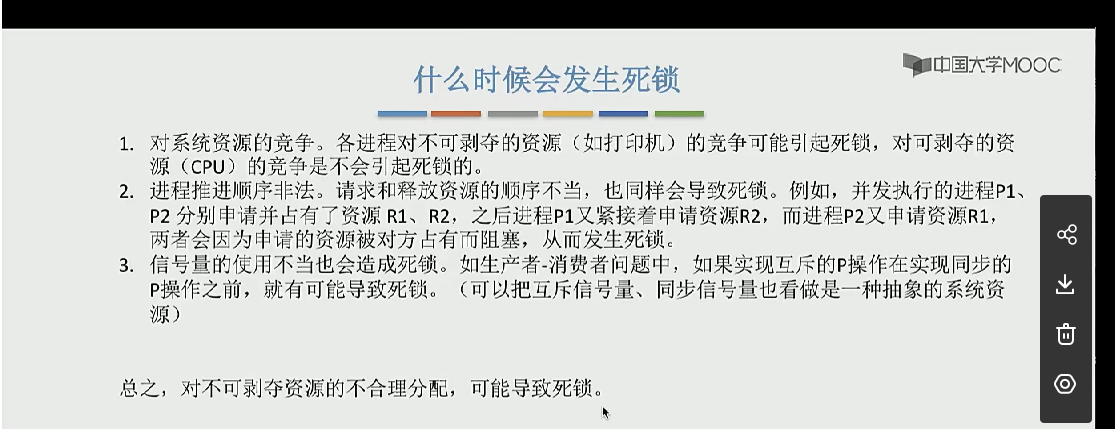 什么时候会发生死锁
中国大学MOOC
1. 对系统资源的竞争。各进程对不可剥夺的资源（如打印机）的竞争可能引起死锁，对可剥夺的资
源（CPU）的竞争是不会引起死锁的。
2. 进程推进顺序非法。请求和释放资源的顺序不当，也同样会导致死锁。例如，并发执行的进程P1、
P2 分别申请并占有了资源 R1、R2，之后进程P1又紧接着申请资源R2，而进程P2又申请资源R1，
两者会因为申请的资源被对方占有而阻塞，从而发生死锁。
3. 信号量的使用不当也会造成死锁。如生产者-消费者问题中，如果实现互斥的P操作在实现同步的
P操作之前，就有可能导致死锁。（可以把互斥信号量、同步信号量也看做是一种抽象的系统资
源）
总之，对不可剥夺资源的不合理分配，可能导致死锁。